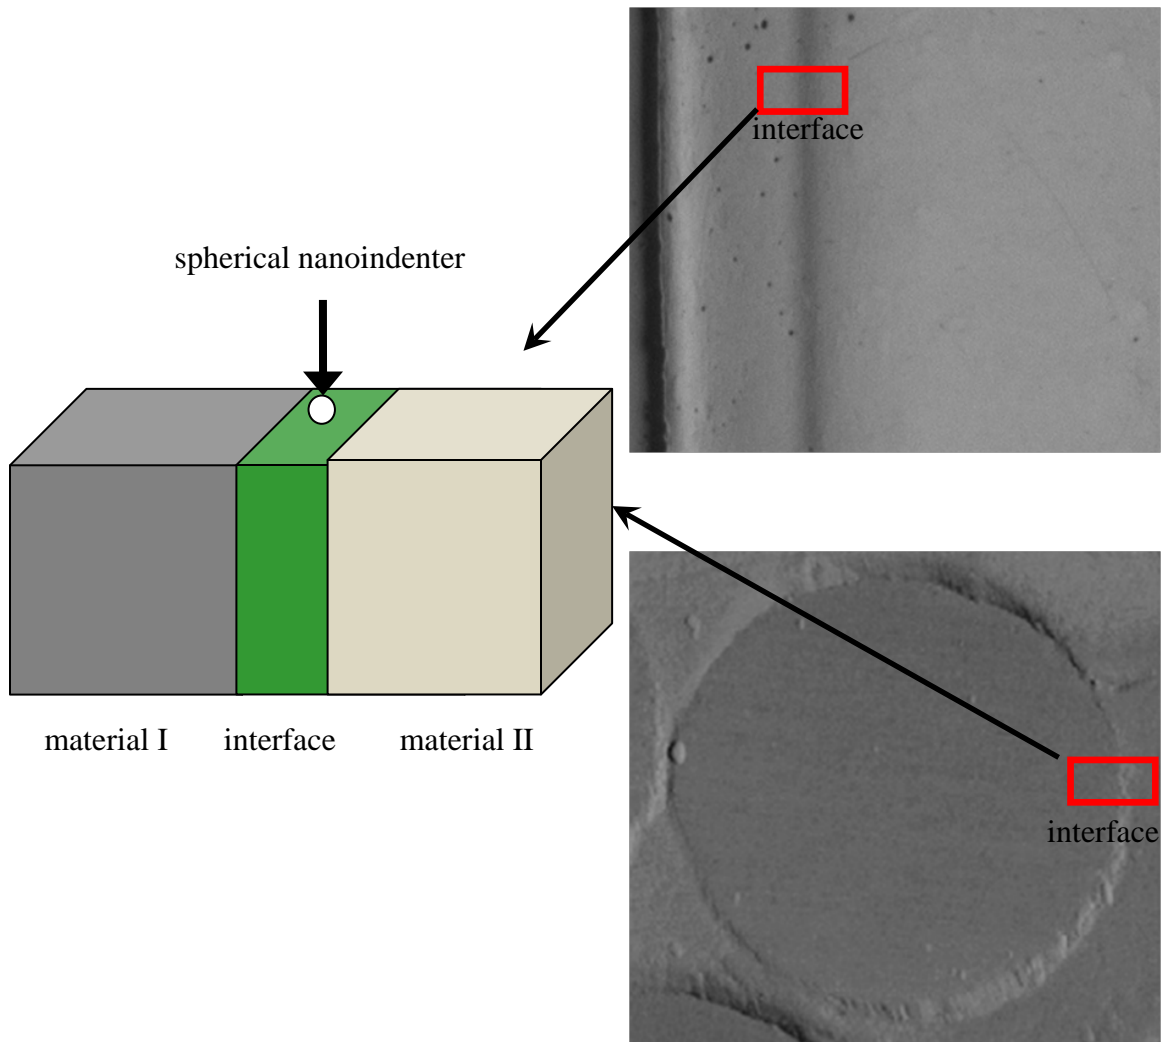 interface
spherical nanoindenter
material I
interface
material II
interface